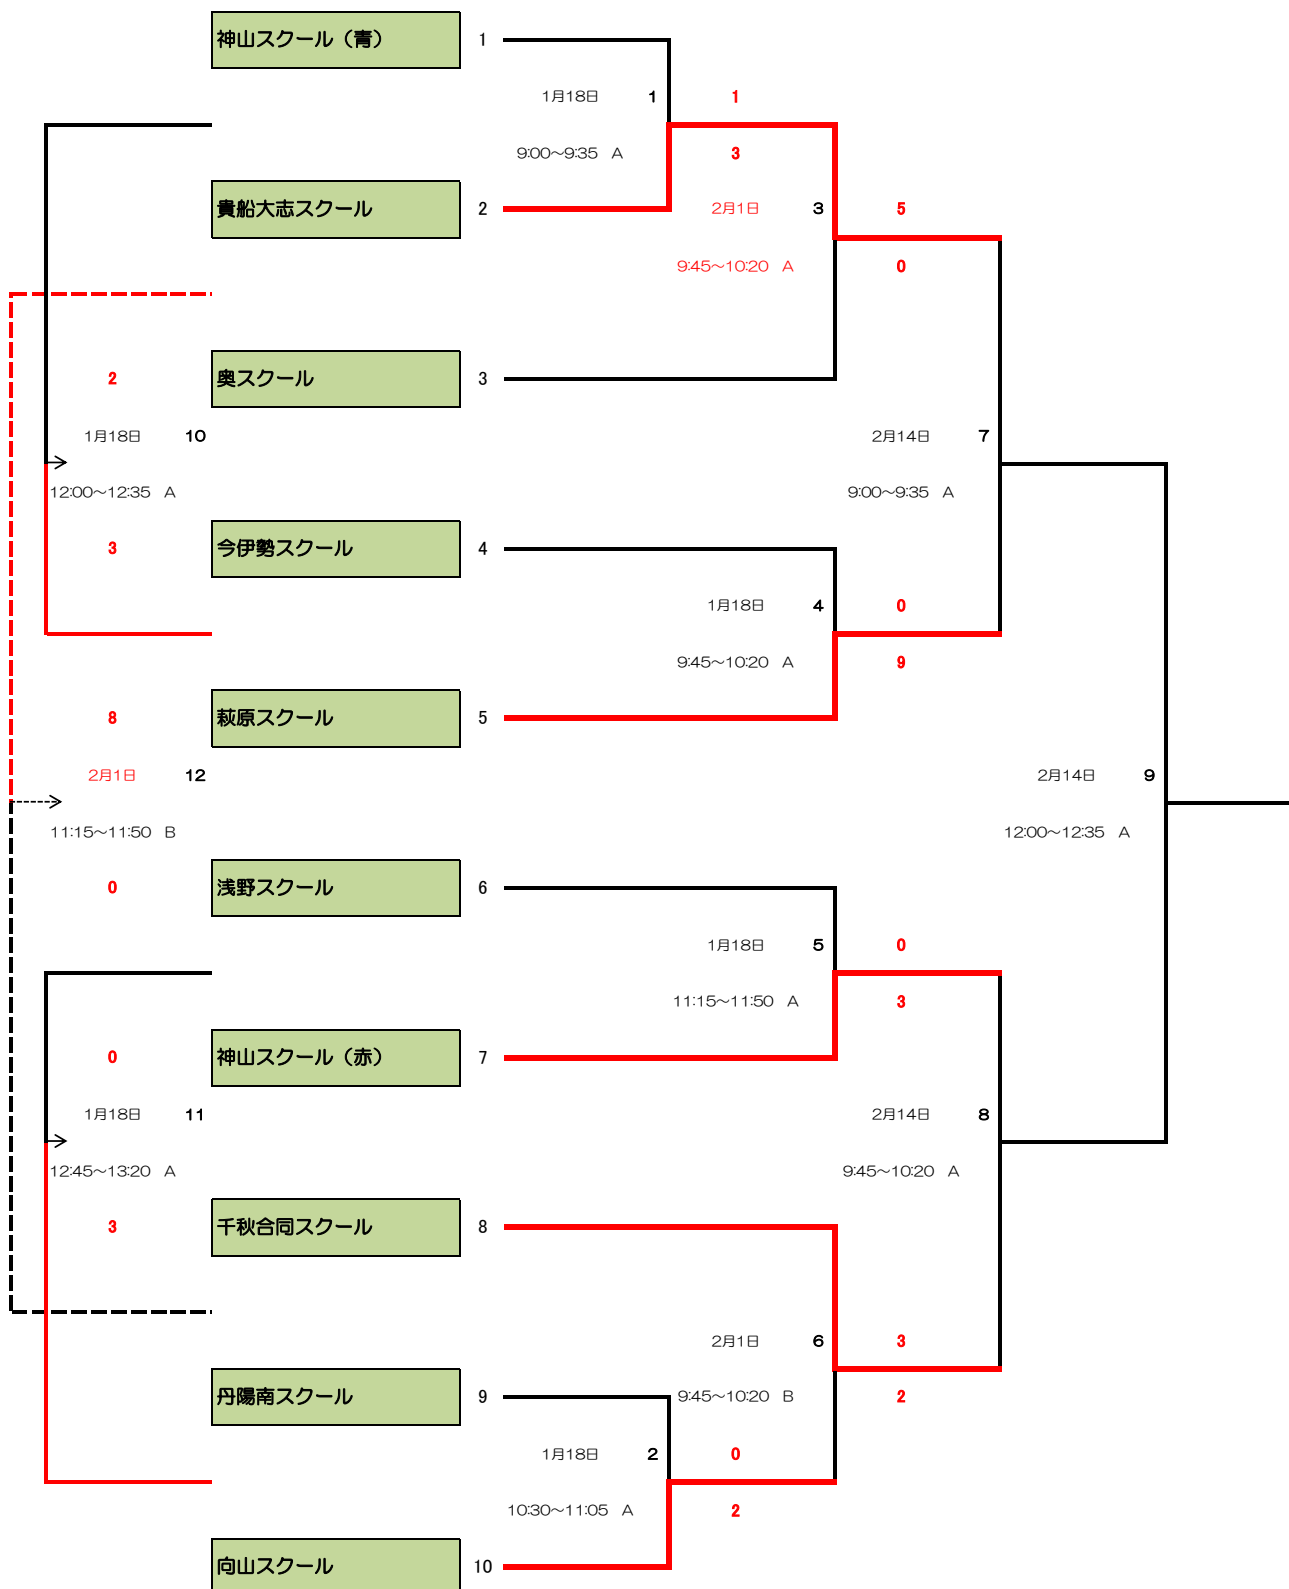 神山スクール（青） 1
1月18日 1 1
9:00～9:35 A 3
貴船大志スクール 2 2月1日 3 5
9:45～10:20 A 0
2 奥スクール 3
1月18日 10 2月14日 7
12:00～12:35 A 9:00～9:35 A
3 今伊勢スクール 4
1月18日 4 0
9:45～10:20 A 9
8 萩原スクール 5
2月1日 12 2月14日 9
11:15～11:50 B 12:00～12:35 A
0 浅野スクール 6
1月18日 5 0
11:15～11:50 A 3
0 神山スクール（赤） 7
1月18日 11 2月14日 8
12:45～13:20 A 9:45～10:20 A
3 千秋合同スクール 8
2月1日 6 3
丹陽南スクール 9 9:45～10:20 B 2
1月18日 2 0
10:30～11:05 A 2
向山スクール 10